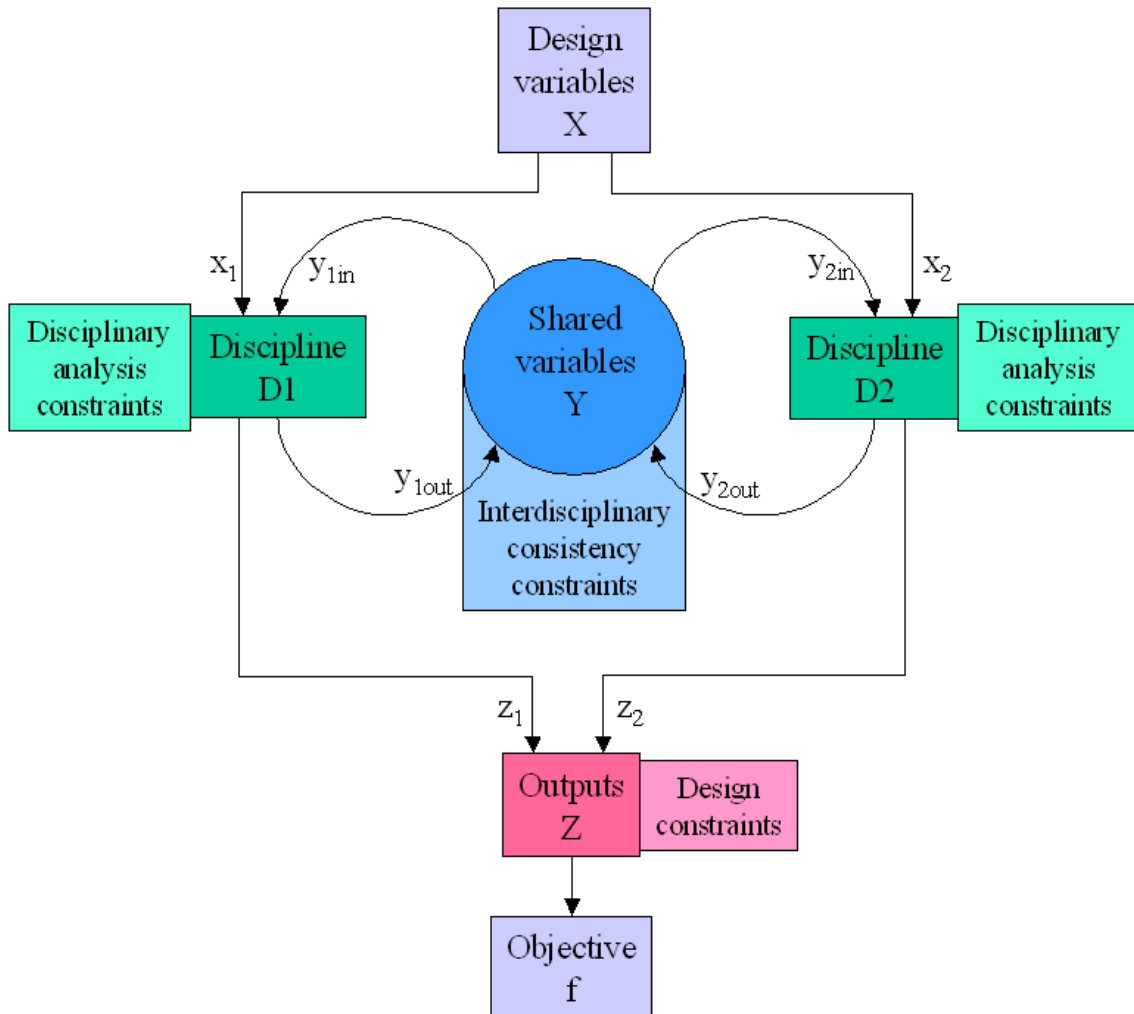 Design
variables
X
x₁
y₁in
y₂in
x₂
Disciplinary
analysis
constraints
Discipline
D1
Shared
variables
Y
Discipline
D2
Disciplinary
analysis
constraints
y₁out
y₂out
Interdisciplinary
consistency
constraints
z₁
z₂
Outputs
Z
Design
constraints
Objective
f